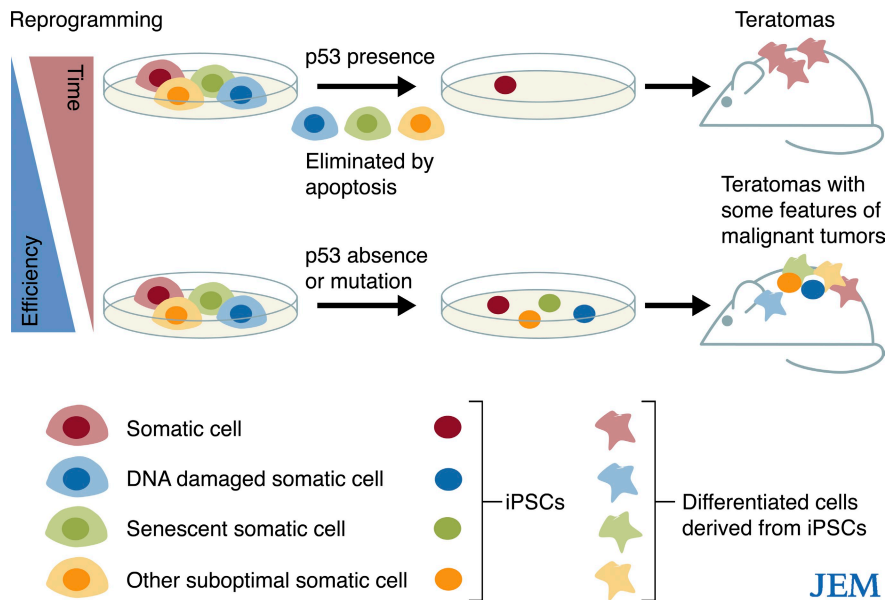 Reprogramming
Time
Efficiency
p53 presence
Eliminated by
apoptosis
Teratomas
p53 absence
or mutation
Teratomas with
some features of
malignant tumors
Somatic cell
DNA damaged somatic cell
Senescent somatic cell
Other suboptimal somatic cell
iPSCs
Differentiated cells
derived from iPSCs
JEM